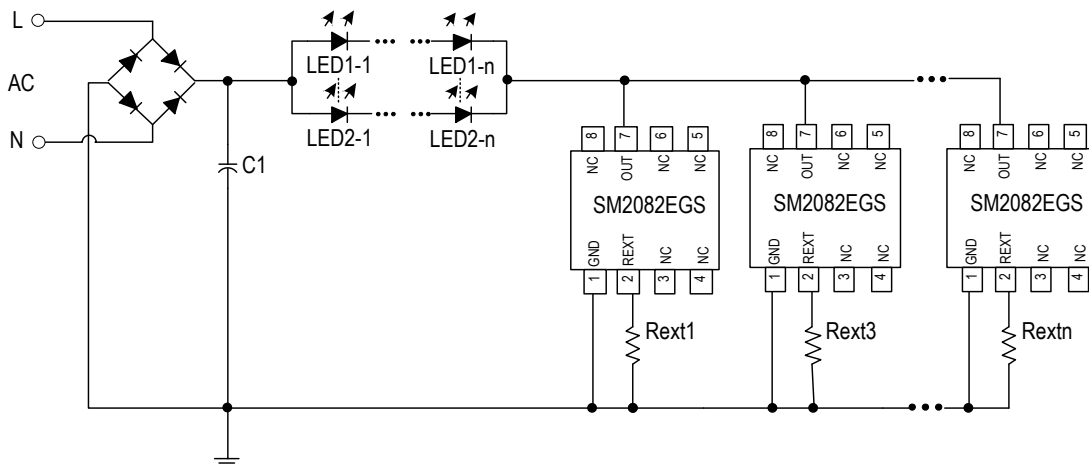 L
AC
N
C1
LED1-1
LED1-n
LED2-1
LED2-n
8 7 6 5
NC OUT NC NC
SM2082EGS
GND REXT NC NC
1 2 3 4
Rext1
8 7 6 5
NC OUT NC NC
SM2082EGS
GND REXT NC NC
1 2 3 4
Rext3
8 7 6 5
NC OUT NC NC
SM2082EGS
GND REXT NC NC
1 2 3 4
Rextn